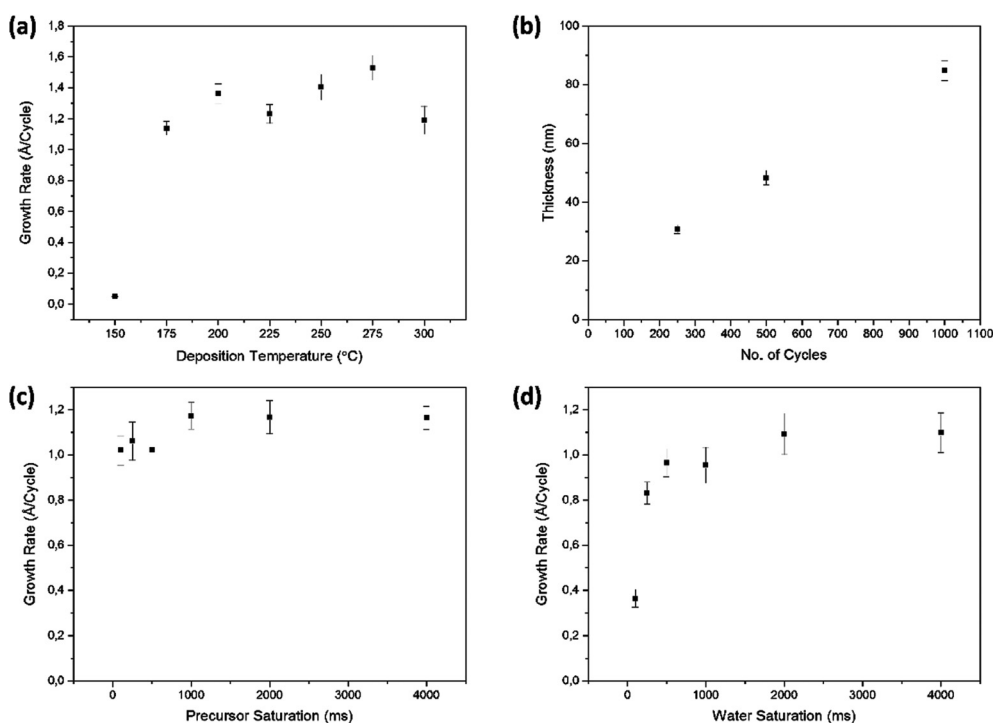 (a)
1,8
1,6
1,4
1,2
1,0
0,8
0,6
0,4
0,2
0,0
Growth Rate (Å/Cycle)
150 175 200 225 250 275 300
Deposition Temperature (°C)
(b)
100
80
60
40
20
0
Thickness (nm)
0 100 200 300 400 500 600 700 800 900 1000 1100
No. of Cycles
(c)
1,2
1,0
0,8
0,6
0,4
0,2
0,0
Growth Rate (Å/Cycle)
0 1000 2000 3000 4000
Precursor Saturation (ms)
(d)
1,2
1,0
0,8
0,6
0,4
0,2
0,0
Growth Rate (Å/Cycle)
0 1000 2000 3000 4000
Water Saturation (ms)